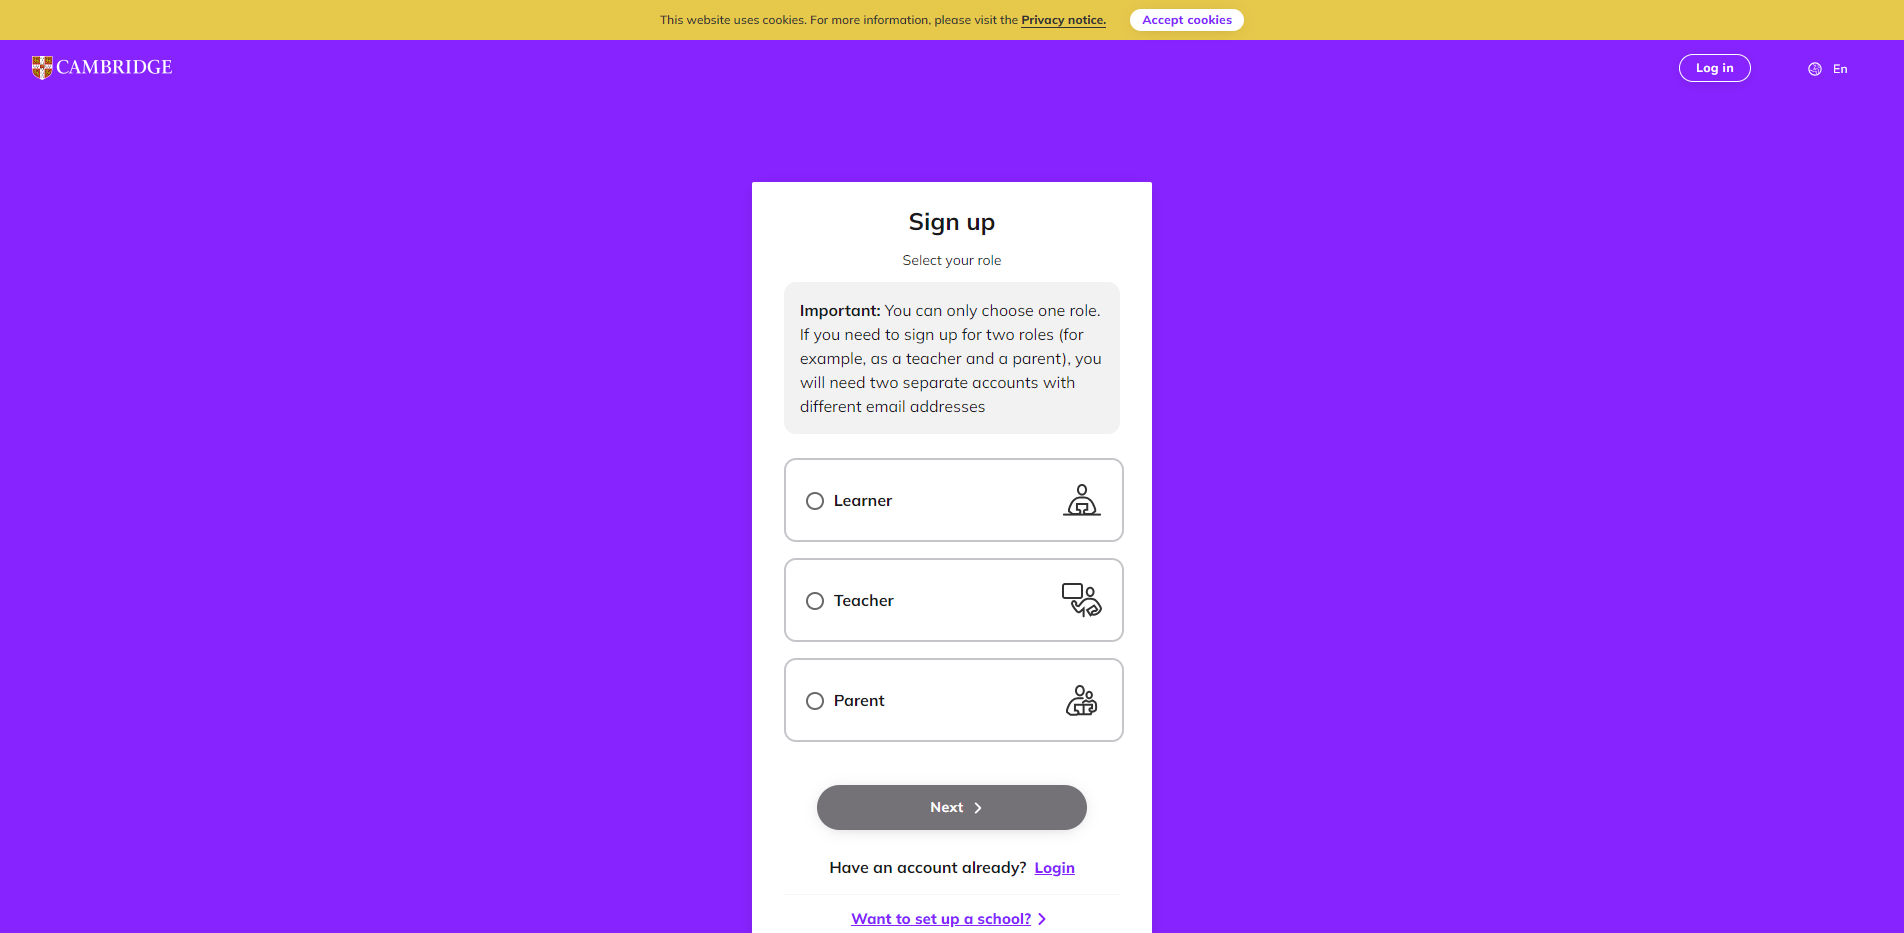 This website uses cookies. For more information, please visit the Privacy notice. Accept cookies
CAMBRIDGE
Log in
En
Sign up
Select your role
Important: You can only choose one role.
If you need to sign up for two roles (for
example, as a teacher and a parent), you
will need two separate accounts with
different email addresses
Learner
Teacher
Parent
Next
Have an account already? Login
Want to set up a school?